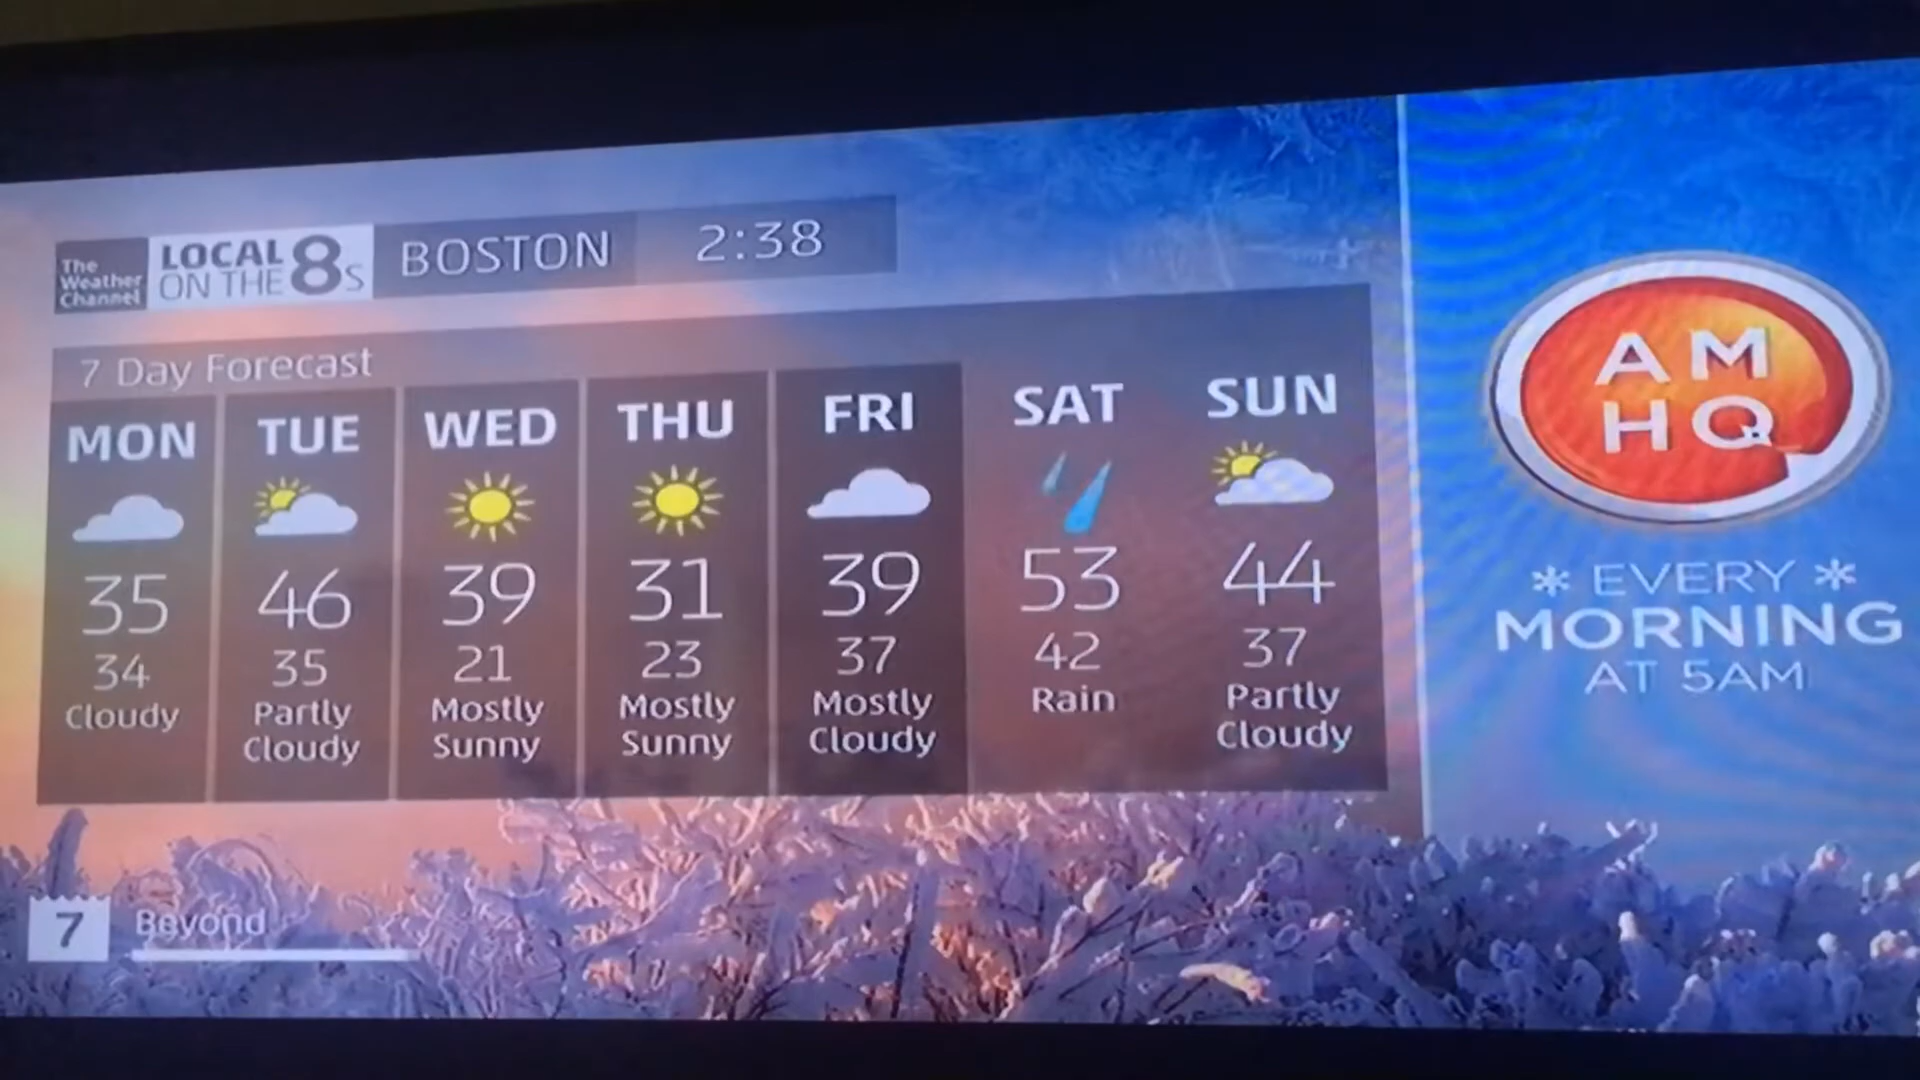 The
Weather
Channel
LOCAL
ON THE 8s
BOSTON 2:38
7 Day Forecast
MON TUE WED THU FRI SAT SUN
35 46 39 31 39 53 44
34 35 21 23 37 42 37
Cloudy Partly Mostly Mostly Mostly Rain Partly
Cloudy Sunny Sunny Cloudy Cloudy
7 Beyond
AM
HQ
EVERY
MORNING
AT 5AM